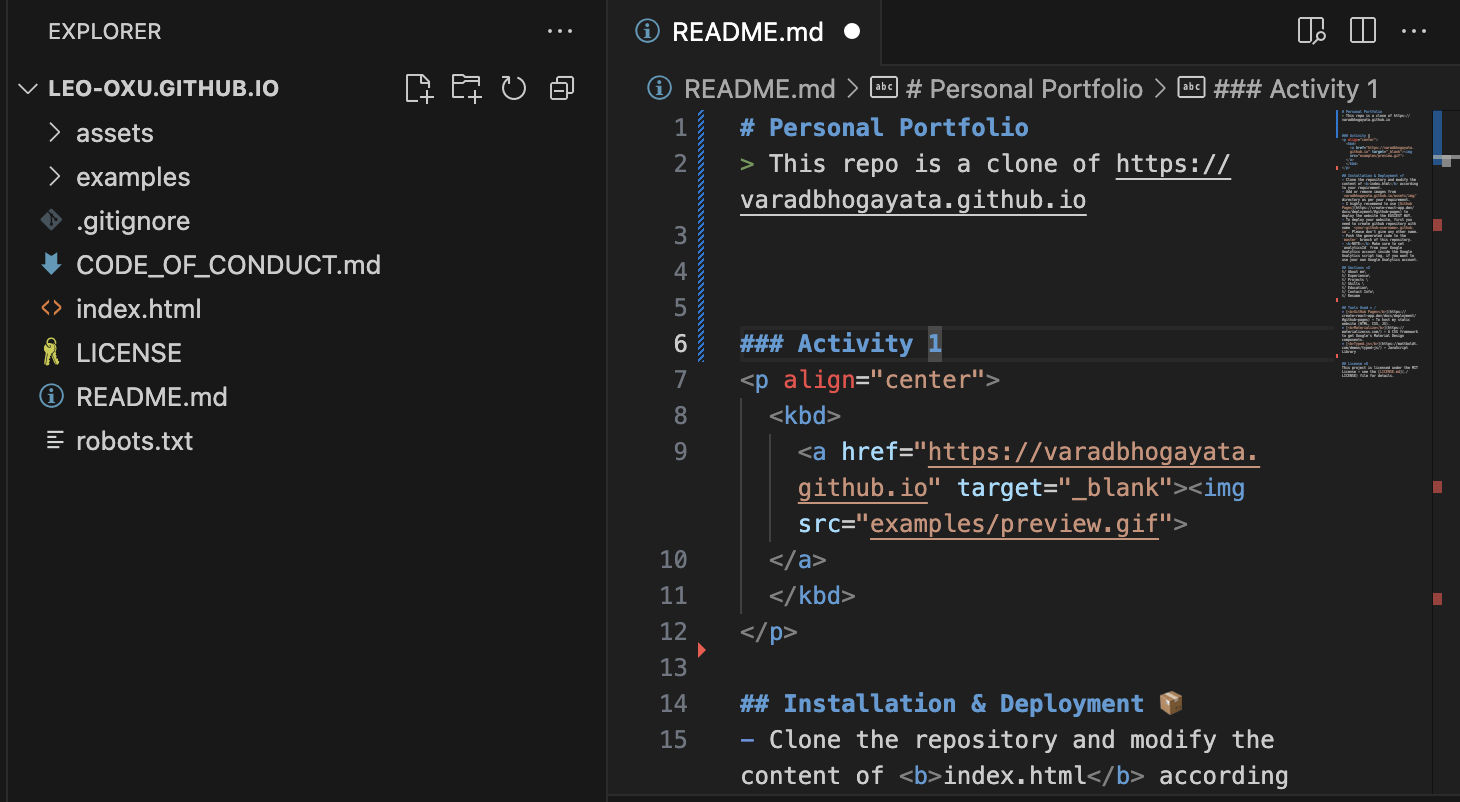 EXPLORER
LEO-OXU.GITHUB.IO
assets
examples
.gitignore
CODE_OF_CONDUCT.md
index.html
LICENSE
README.md
robots.txt
README.md
README.md > # Personal Portfolio > ### Activity 1
1 # Personal Portfolio
2 > This repo is a clone of https://
varadbhogayata.github.io
3
4
5
6 ### Activity 1
7 <p align="center">
8 <kbd>
9 <a href="https://varadbhogayata.
github.io" target="_blank"><img
src="examples/preview.gif">
10 </a>
11 </kbd>
12 </p>
13
14 ## Installation & Deployment 📦
15 - Clone the repository and modify the
content of <b>index.html</b> according